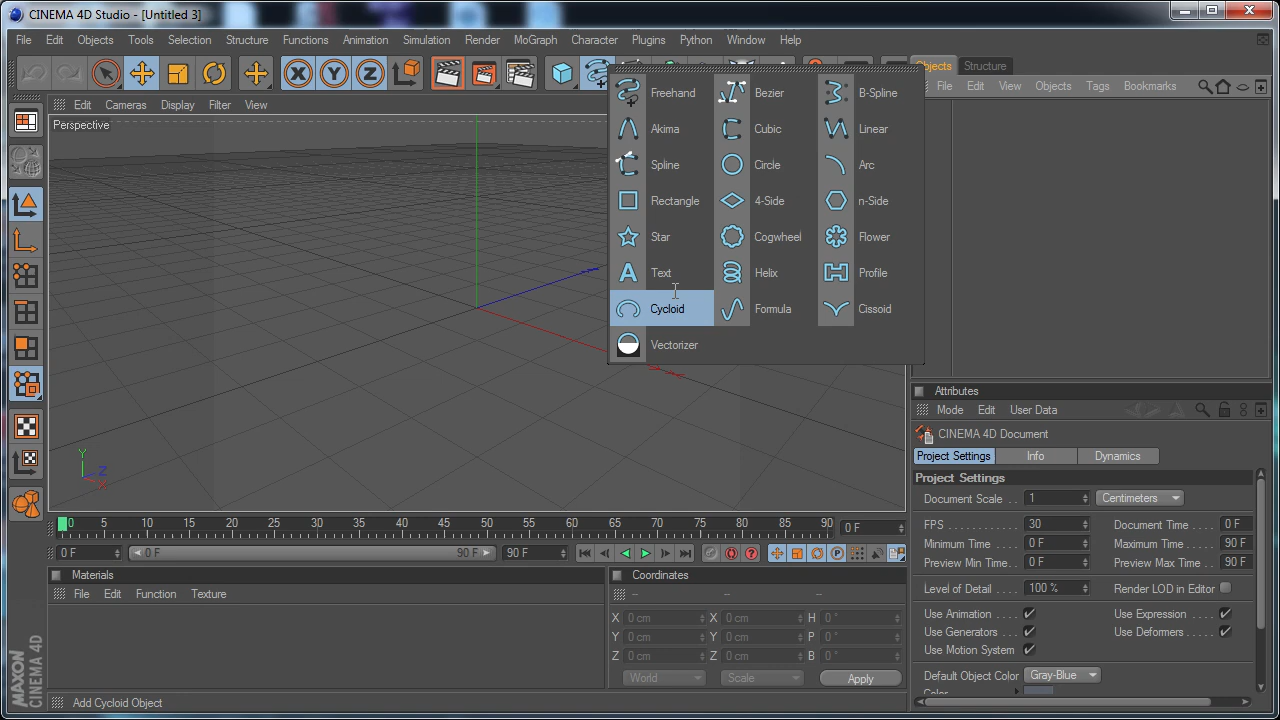 CINEMA 4D Studio - [Untitled 3]
File Edit Objects Tools Selection Structure Functions Animation Simulation Render MoGraph Character Plugins Python Window Help
X Y Z
Objects Structure
File Edit View Objects Tags Bookmarks
Edit Cameras Display Filter View
Perspective
Freehand Bezier B-Spline
Akima Cubic Linear
Spline Circle Arc
Rectangle 4-Side n-Side
Star Cogwheel Flower
Text Helix Profile
Cycloid Formula Cissoid
Vectorizer
Y
Z
X
Attributes
Mode Edit User Data
CINEMA 4D Document
Project Settings Info Dynamics
Project Settings
Document Scale . . 1 Centimeters
FPS . . . . . . . . . . . . 30 Document Time . . 0 F
Minimum Time . . . 0 F Maximum Time . . . 90 F
Preview Min Time. . 0 F Preview Max Time . . 90 F
Level of Detail . . . . 100 % Render LOD in Editor
Use Animation . . . . Use Expression . . . .
Use Generators . . . Use Deformers . . . .
Use Motion System
Default Object Color Gray-Blue
Color
0 5 10 15 20 25 30 35 40 45 50 55 60 65 70 75 80 85 90 0 F
0 F 0 F 90 F 90 F
P
Materials
File Edit Function Texture
Coordinates
-- -- --
X 0 cm X 0 cm H 0 °
Y 0 cm Y 0 cm P 0 °
Z 0 cm Z 0 cm B 0 °
World Scale Apply
MAXON
CINEMA 4D
Add Cycloid Object